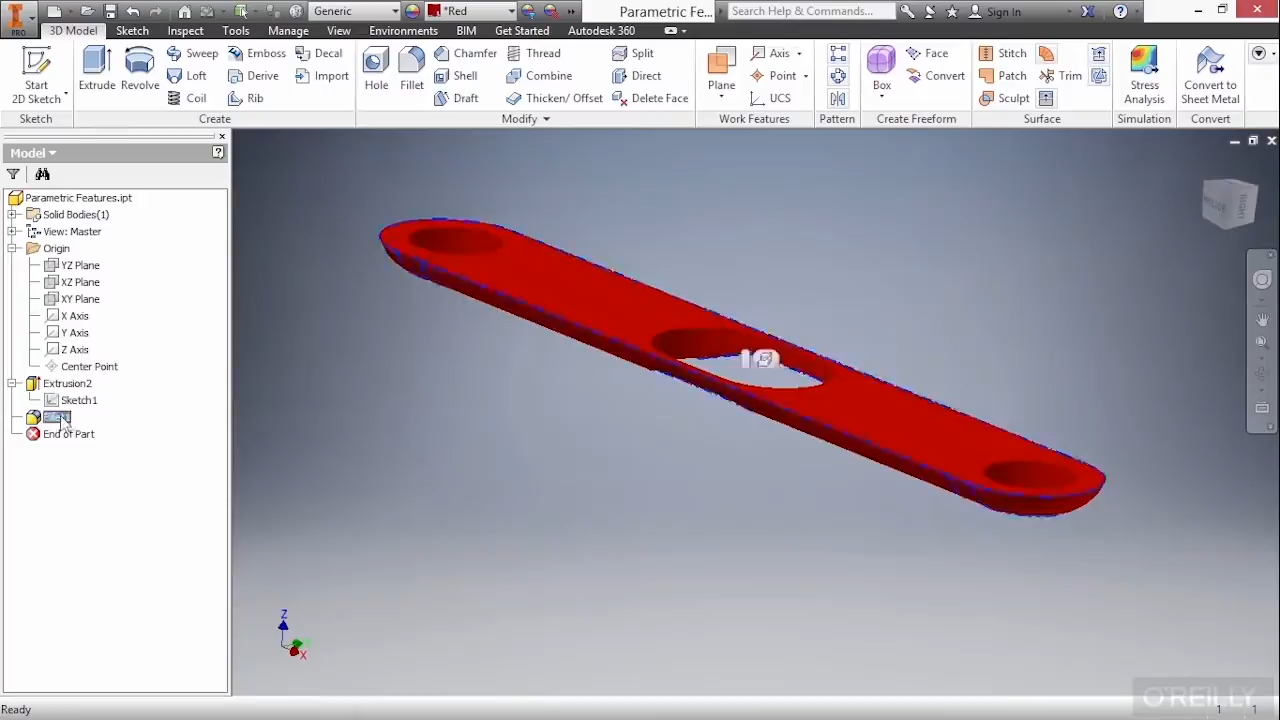 Generic
*Red
Parametric Fe...
Search Help & Commands...
Sign In
PRO
3D Model
Sketch
Inspect
Tools
Manage
View
Environments
BIM
Get Started
Autodesk 360
Start
2D Sketch
Extrude
Revolve
Sweep
Emboss
Decal
Loft
Derive
Import
Coil
Rib
Hole
Fillet
Chamfer
Thread
Split
Shell
Combine
Direct
Draft
Thicken/ Offset
Delete Face
Plane
Axis
Point
UCS
Box
Face
Convert
Stitch
Patch
Trim
Sculpt
Stress
Analysis
Convert to
Sheet Metal
Sketch
Create
Modify
Work Features
Pattern
Create Freeform
Surface
Simulation
Convert
Model
Parametric Features.ipt
Solid Bodies(1)
View: Master
Origin
YZ Plane
XZ Plane
XY Plane
X Axis
Y Axis
Z Axis
Center Point
Extrusion2
Sketch1
End of Part
RIGHT
Z
X
O'REILLY
Ready
1
1